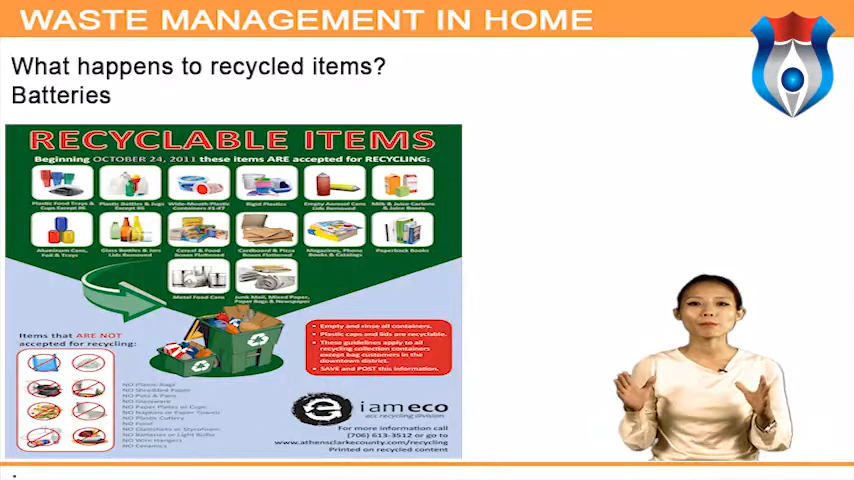 WASTE MANAGEMENT IN HOME
What happens to recycled items?
Batteries
RECYCLABLE ITEMS
Beginning OCTOBER 24, 2011 these items ARE accepted for RECYCLING:
Plastic Food Trays & Cups Except #6
Plastic Bottles & Jugs Except #6
Wide-Mouth Plastic Containers #1-#7
Rigid Plastics
Empty Aerosol Cans Lids Removed
Milk & Juice Cartons & Juice Boxes
Aluminum Cans, Foil & Trays
Glass Bottles & Jars Lids Removed
Cereal & Food Boxes Flattened
Cardboard & Pizza Boxes Flattened
Magazines, Phone Books & Catalogs
Paperback Books
Metal Food Cans
Junk Mail, Mixed Paper, Paper Bags & Newspaper
Items that ARE NOT
accepted for recycling:
NO Plastic Bags
NO Shredded Paper
NO Pots & Pans
NO Glassware
NO Paper Plates or Cups
NO Napkins or Paper Towels
NO Plastic Cutlery
NO Food
NO Clamshells or Styrofoam
NO Batteries or Light Bulbs
NO Wire Hangers
NO Ceramics
• Empty and rinse all containers.
• Plastic caps and lids are recyclable.
• These guidelines apply to all
recycling collection containers
except bag customers in the
downtown district.
• SAVE and POST this information.
i am eco
acc recycling division
For more information call
(706) 613-3512 or go to
www.athensclarkecounty.com/recycling
Printed on recycled content